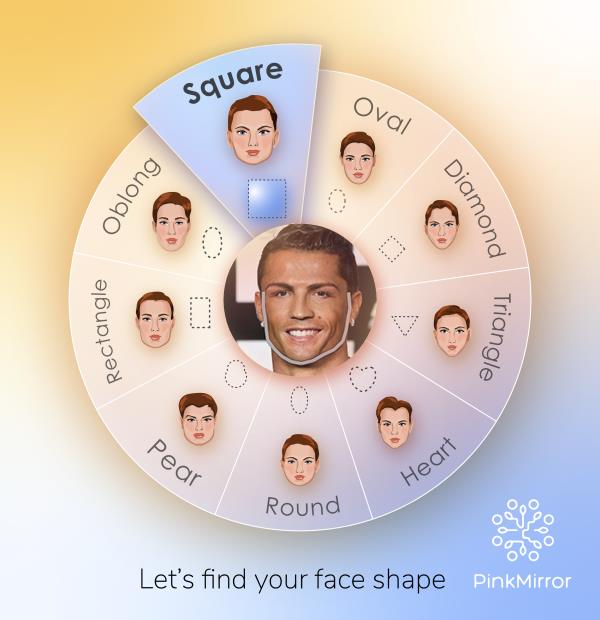 Square
Oval
Diamond
Triangle
Heart
Round
Pear
Rectangle
Oblong
Let's find your face shape
PinkMirror